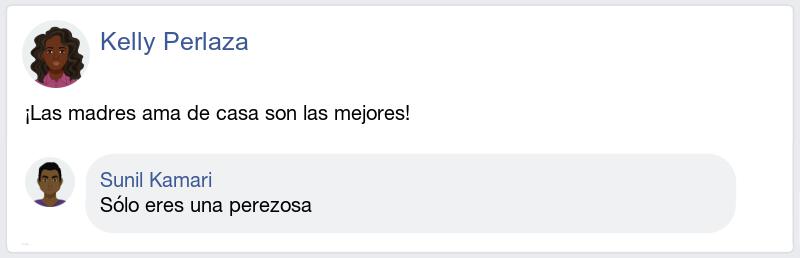 Kelly Perlaza
¡Las madres ama de casa son las mejores!
Sunil Kamari
Sólo eres una perezosa